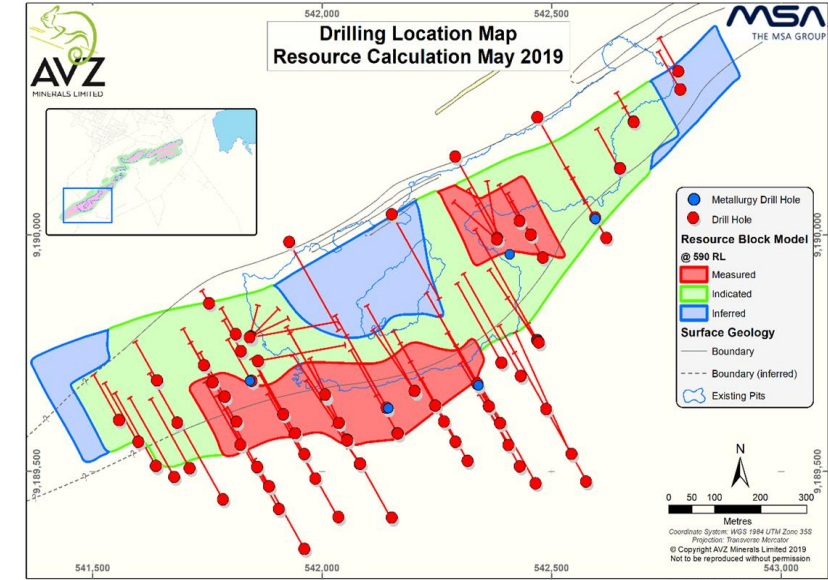 542,000
542,500
Drilling Location Map
Resource Calculation May 2019
AVZ
MINERALS LIMITED
MSA
THE MSA GROUP
9,190,000
9,190,000
Metallurgy Drill Hole
Drill Hole
Resource Block Model
@ 590 RL
Measured
Indicated
Inferred
Surface Geology
Boundary
Boundary (inferred)
Existing Pits
N
9,189,500
9,189,500
0 50 100 200 300
Metres
Coordinate System: WGS 1984 UTM Zone 35S
Projection: Transverse Mercator
© Copyright AVZ Minerals Limited 2019
Not to be reproduced without permission
541,500
542,000
542,500
543,000